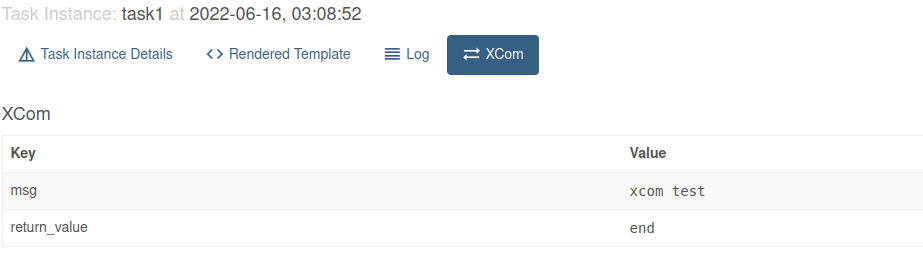 Task Instance: task1 at 2022-06-16, 03:08:52
Task Instance Details Rendered Template Log XCom
XCom
Key Value
msg xcom test
return_value end